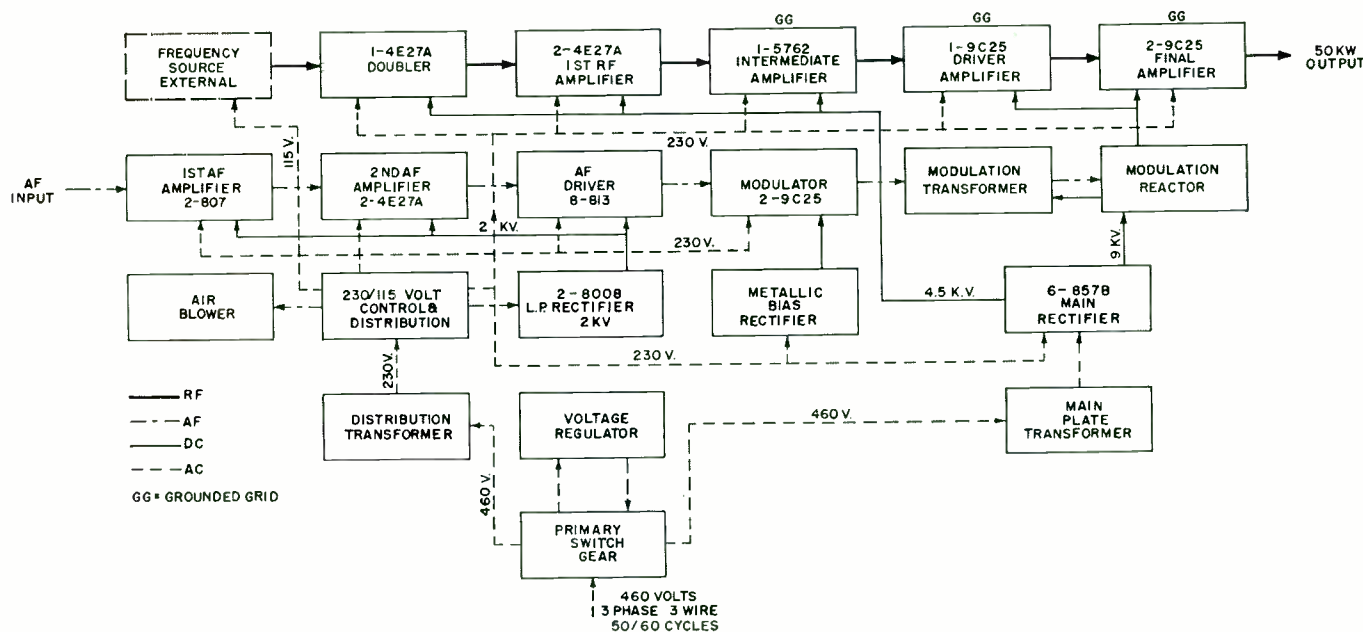 GG
GG
GG
FREQUENCY
SOURCE
EXTERNAL
1-4E27A
DOUBLER
2-4E27A
1ST RF
AMPLIFIER
1-5762
INTERMEDIATE
AMPLIFIER
1-9C25
DRIVER
AMPLIFIER
2-9C25
FINAL
AMPLIFIER
50 KW
OUTPUT
115 V.
230 V.
AF
INPUT
1ST AF
AMPLIFIER
2-807
2ND AF
AMPLIFIER
2-4E27A
AF
DRIVER
8-813
MODULATOR
2-9C25
MODULATION
TRANSFORMER
MODULATION
REACTOR
2 KV.
230 V.
9 KV.
AIR
BLOWER
230/115 VOLT
CONTROL &
DISTRIBUTION
2-8008
L.P. RECTIFIER
2KV
METALLIC
BIAS
RECTIFIER
4.5 K.V.
6-857B
MAIN
RECTIFIER
230V.
230 V.
RF
AF
DC
AC
GG = GROUNDED GRID
DISTRIBUTION
TRANSFORMER
VOLTAGE
REGULATOR
460 V.
MAIN
PLATE
TRANSFORMER
460 V.
PRIMARY
SWITCH
GEAR
460 VOLTS
3 PHASE 3 WIRE
50/60 CYCLES